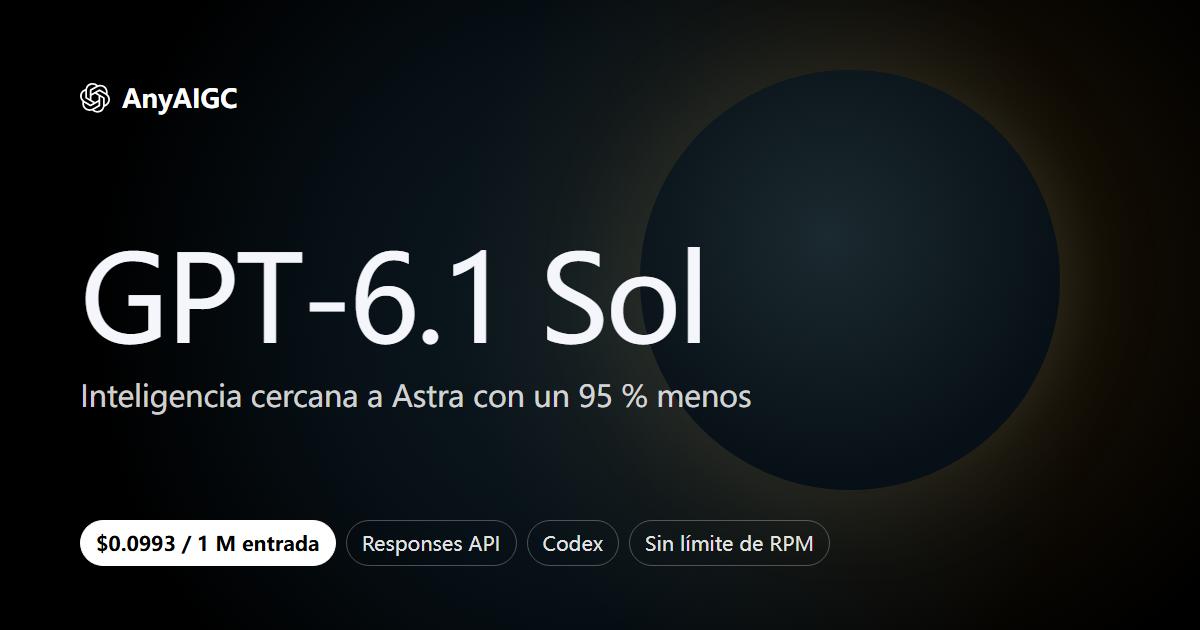 AnyAIGC
GPT-6.1 Sol
Inteligencia cercana a Astra con un 95 % menos
$0.0993 / 1 M entrada
Responses API
Codex
Sin límite de RPM